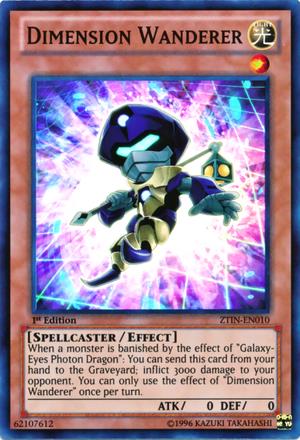 DIMENSION WANDERER
LIGHT
光
1st Edition
ZTIN-EN010
[SPELLCASTER / EFFECT]
When a monster is banished by the effect of "Galaxy-
Eyes Photon Dragon": You can send this card from
your hand to the Graveyard; inflict 3000 damage to
your opponent. You can only use the effect of "Dimension
Wanderer" once per turn.
ATK/ 0 DEF/ 0
62107612
©1996 KAZUKI TAKAHASHI